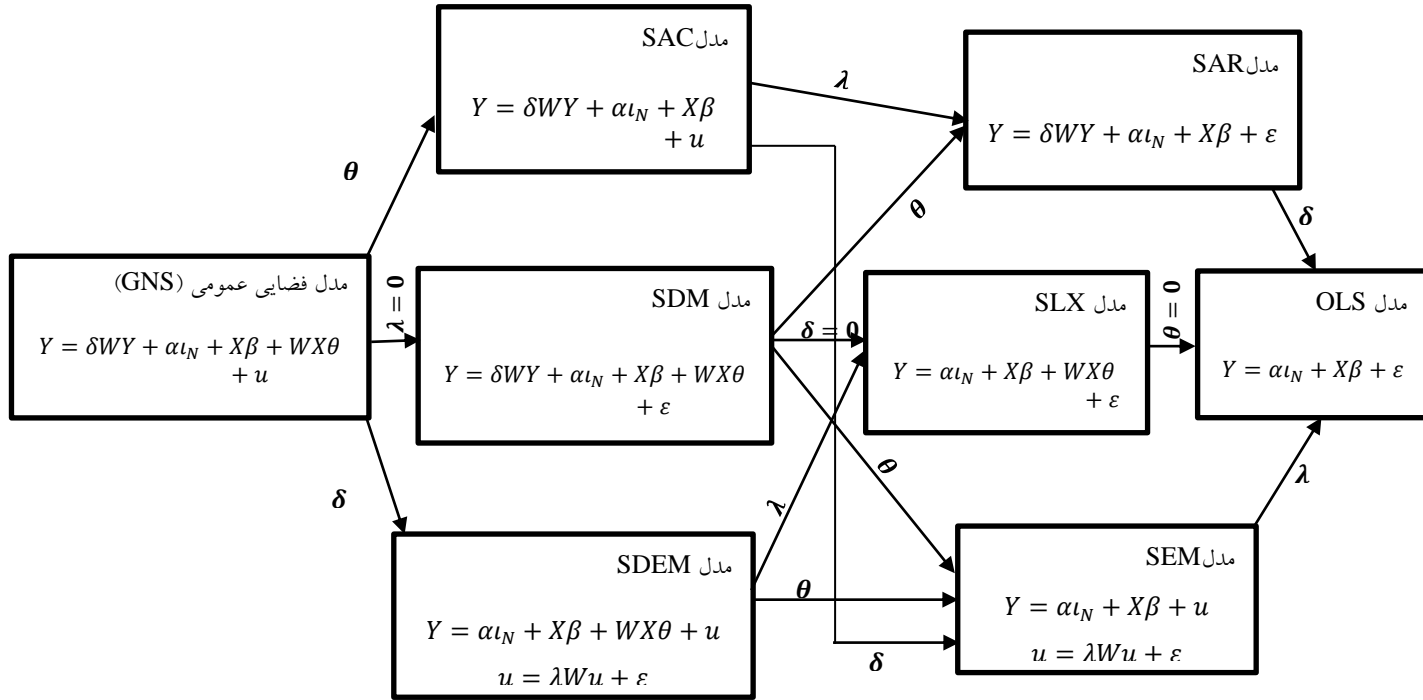 مدل SAC
Y = δWY + αι_N + Xβ
+ u
مدل SAR
Y = δWY + αι_N + Xβ + ε
λ
θ
θ
δ
مدل فضایی عمومی (GNS)
Y = δWY + αι_N + Xβ + WXθ
+ u
λ = 0
مدل SDM
Y = δWY + αι_N + Xβ + WXθ
+ ε
δ = 0
مدل SLX
Y = αι_N + Xβ + WXθ
+ ε
θ = 0
مدل OLS
Y = αι_N + Xβ + ε
δ
λ
θ
λ
مدل SDEM
Y = αι_N + Xβ + WXθ + u
u = λWu + ε
θ
δ
مدل SEM
Y = αι_N + Xβ + u
u = λWu + ε